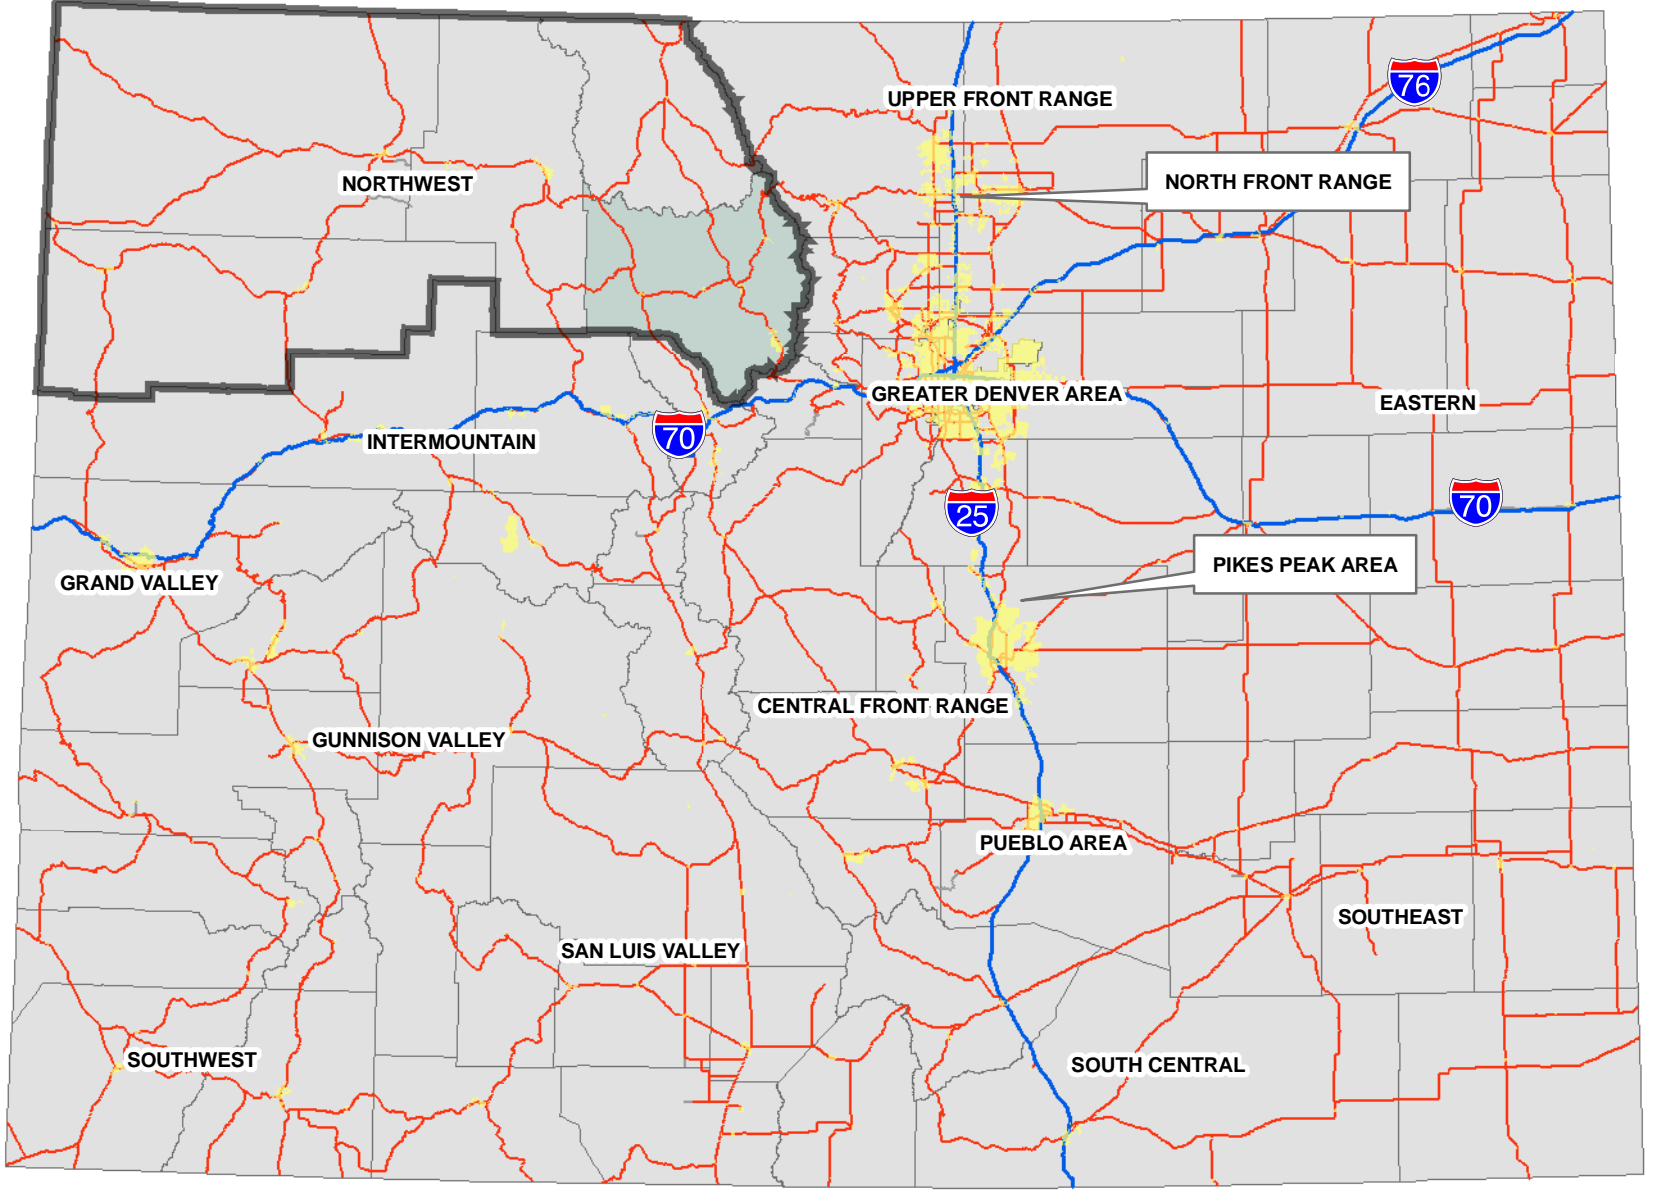 76
UPPER FRONT RANGE
NORTH FRONT RANGE
NORTHWEST
GREATER DENVER AREA
EASTERN
INTERMOUNTAIN
70
70
25
PIKES PEAK AREA
GRAND VALLEY
CENTRAL FRONT RANGE
GUNNISON VALLEY
PUEBLO AREA
SOUTHEAST
SAN LUIS VALLEY
SOUTHWEST
SOUTH CENTRAL